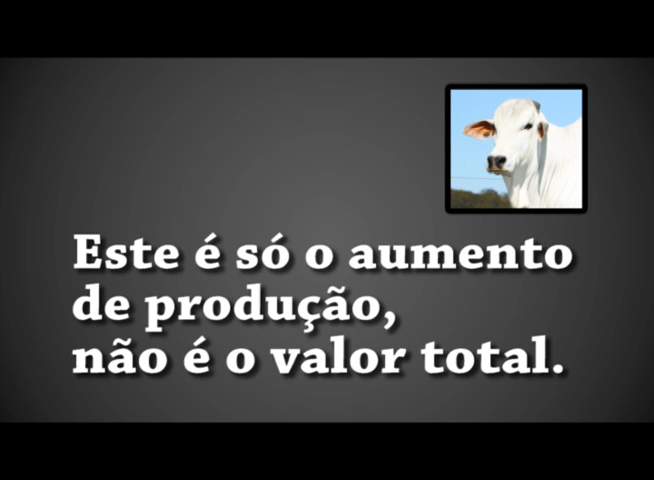 Este é só o aumento
de produção,
não é o valor total.